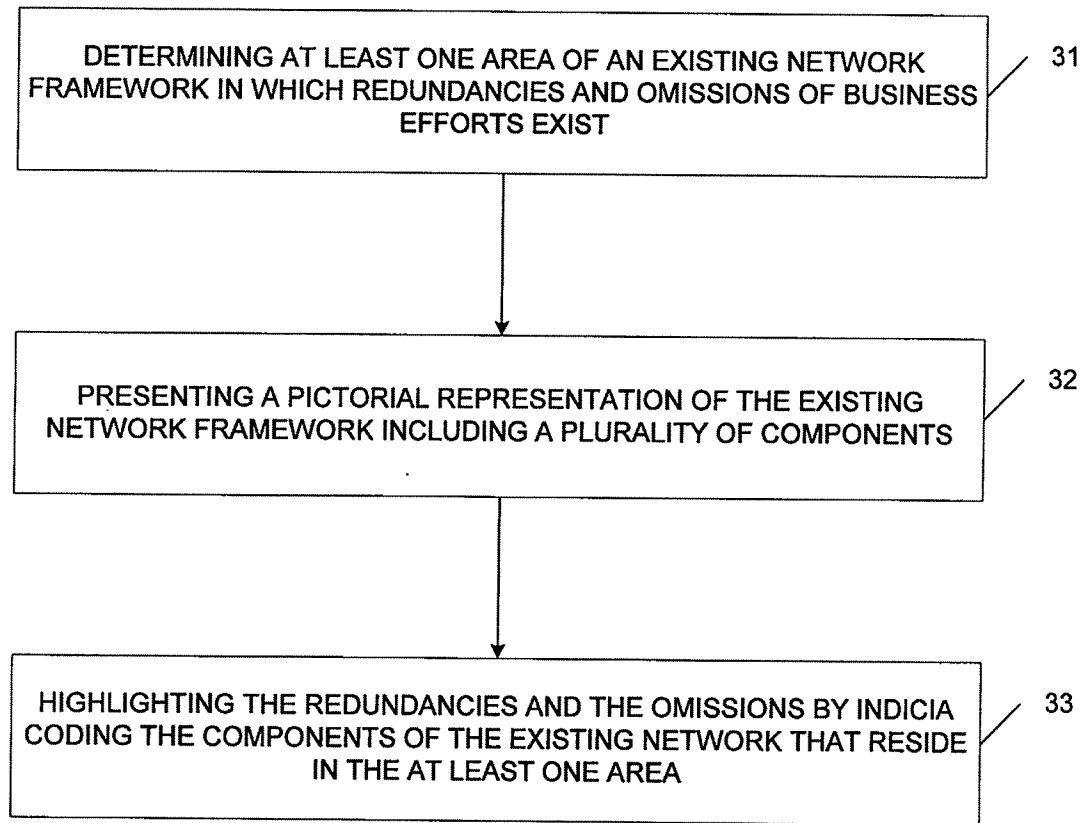 DETERMINING AT LEAST ONE AREA OF AN EXISTING NETWORK
FRAMEWORK IN WHICH REDUNDANCIES AND OMISSIONS OF BUSINESS
EFFORTS EXIST
31
PRESENTING A PICTORIAL REPRESENTATION OF THE EXISTING
NETWORK FRAMEWORK INCLUDING A PLURALITY OF COMPONENTS
32
HIGHLIGHTING THE REDUNDANCIES AND THE OMISSIONS BY INDICIA
CODING THE COMPONENTS OF THE EXISTING NETWORK THAT RESIDE
IN THE AT LEAST ONE AREA
33